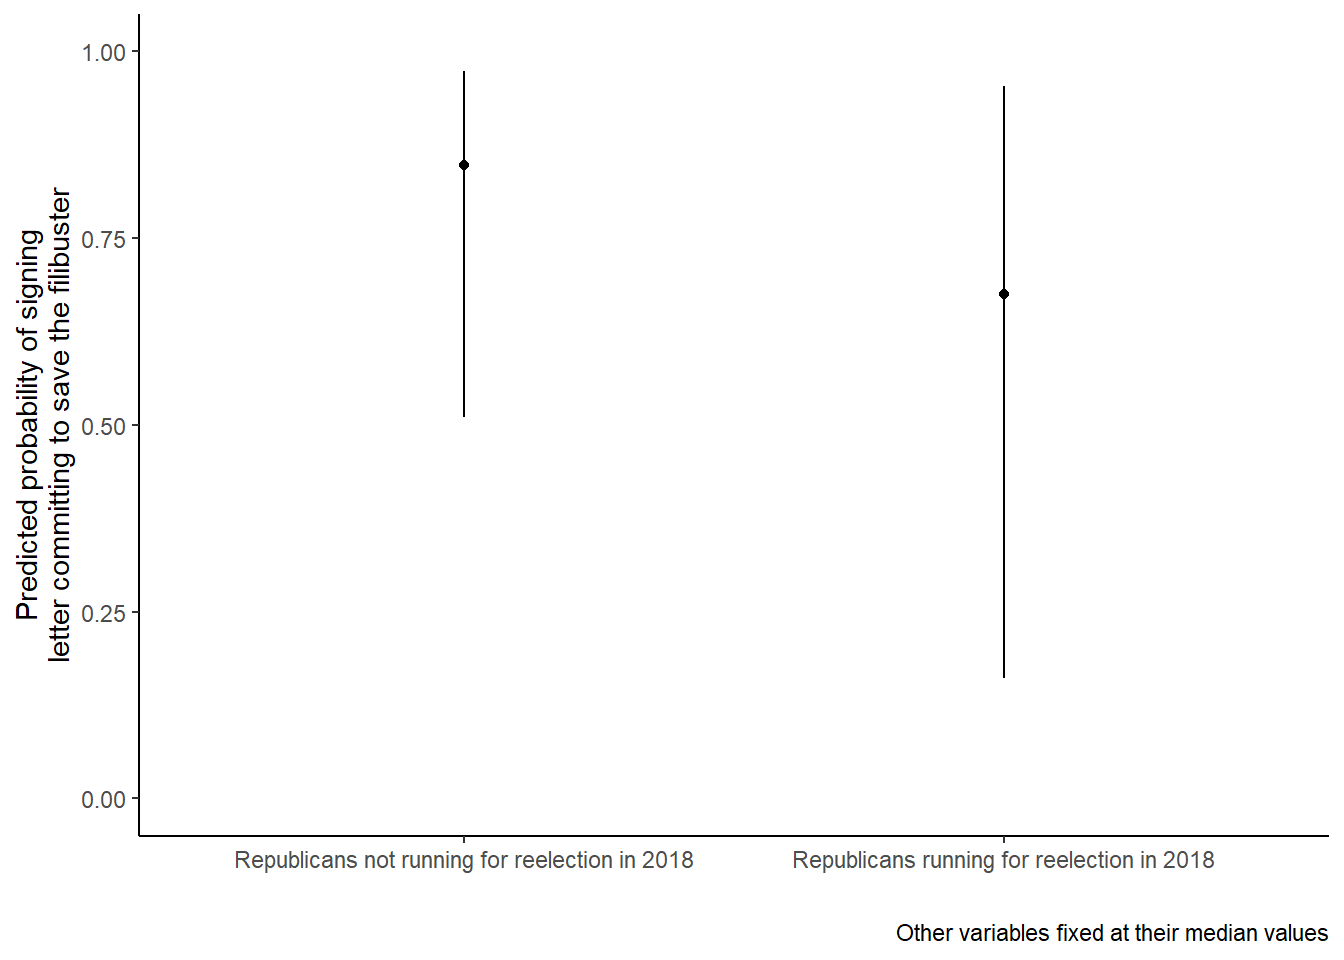 Predicted probability of signing
letter committing to save the filibuster
1.00
0.75
0.50
0.25
0.00
Republicans not running for reelection in 2018
Republicans running for reelection in 2018
Other variables fixed at their median values